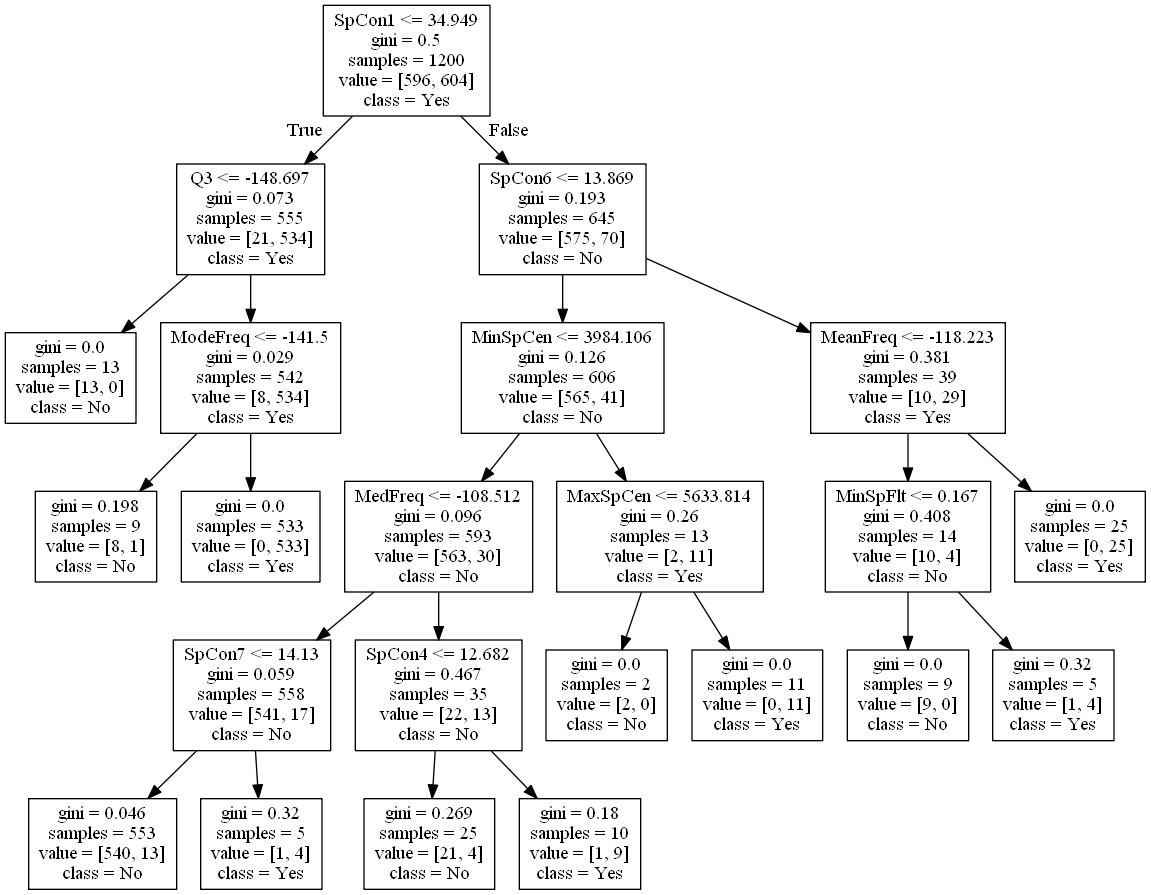 SpCon1 <= 34.949
gini = 0.5
samples = 1200
value = [596, 604]
class = Yes
True
False
Q3 <= -148.697
gini = 0.073
samples = 555
value = [21, 534]
class = Yes
SpCon6 <= 13.869
gini = 0.193
samples = 645
value = [575, 70]
class = No
gini = 0.0
samples = 13
value = [13, 0]
class = No
ModeFreq <= -141.5
gini = 0.029
samples = 542
value = [8, 534]
class = Yes
MinSpCen <= 3984.106
gini = 0.126
samples = 606
value = [565, 41]
class = No
MeanFreq <= -118.223
gini = 0.381
samples = 39
value = [10, 29]
class = Yes
gini = 0.198
samples = 9
value = [8, 1]
class = No
gini = 0.0
samples = 533
value = [0, 533]
class = Yes
MedFreq <= -108.512
gini = 0.096
samples = 593
value = [563, 30]
class = No
MaxSpCen <= 5633.814
gini = 0.26
samples = 13
value = [2, 11]
class = Yes
MinSpFlt <= 0.167
gini = 0.408
samples = 14
value = [10, 4]
class = No
gini = 0.0
samples = 25
value = [0, 25]
class = Yes
SpCon7 <= 14.13
gini = 0.059
samples = 558
value = [541, 17]
class = No
SpCon4 <= 12.682
gini = 0.467
samples = 35
value = [22, 13]
class = No
gini = 0.0
samples = 2
value = [2, 0]
class = No
gini = 0.0
samples = 11
value = [0, 11]
class = Yes
gini = 0.0
samples = 9
value = [9, 0]
class = No
gini = 0.32
samples = 5
value = [1, 4]
class = Yes
gini = 0.046
samples = 553
value = [540, 13]
class = No
gini = 0.32
samples = 5
value = [1, 4]
class = Yes
gini = 0.269
samples = 25
value = [21, 4]
class = No
gini = 0.18
samples = 10
value = [1, 9]
class = Yes